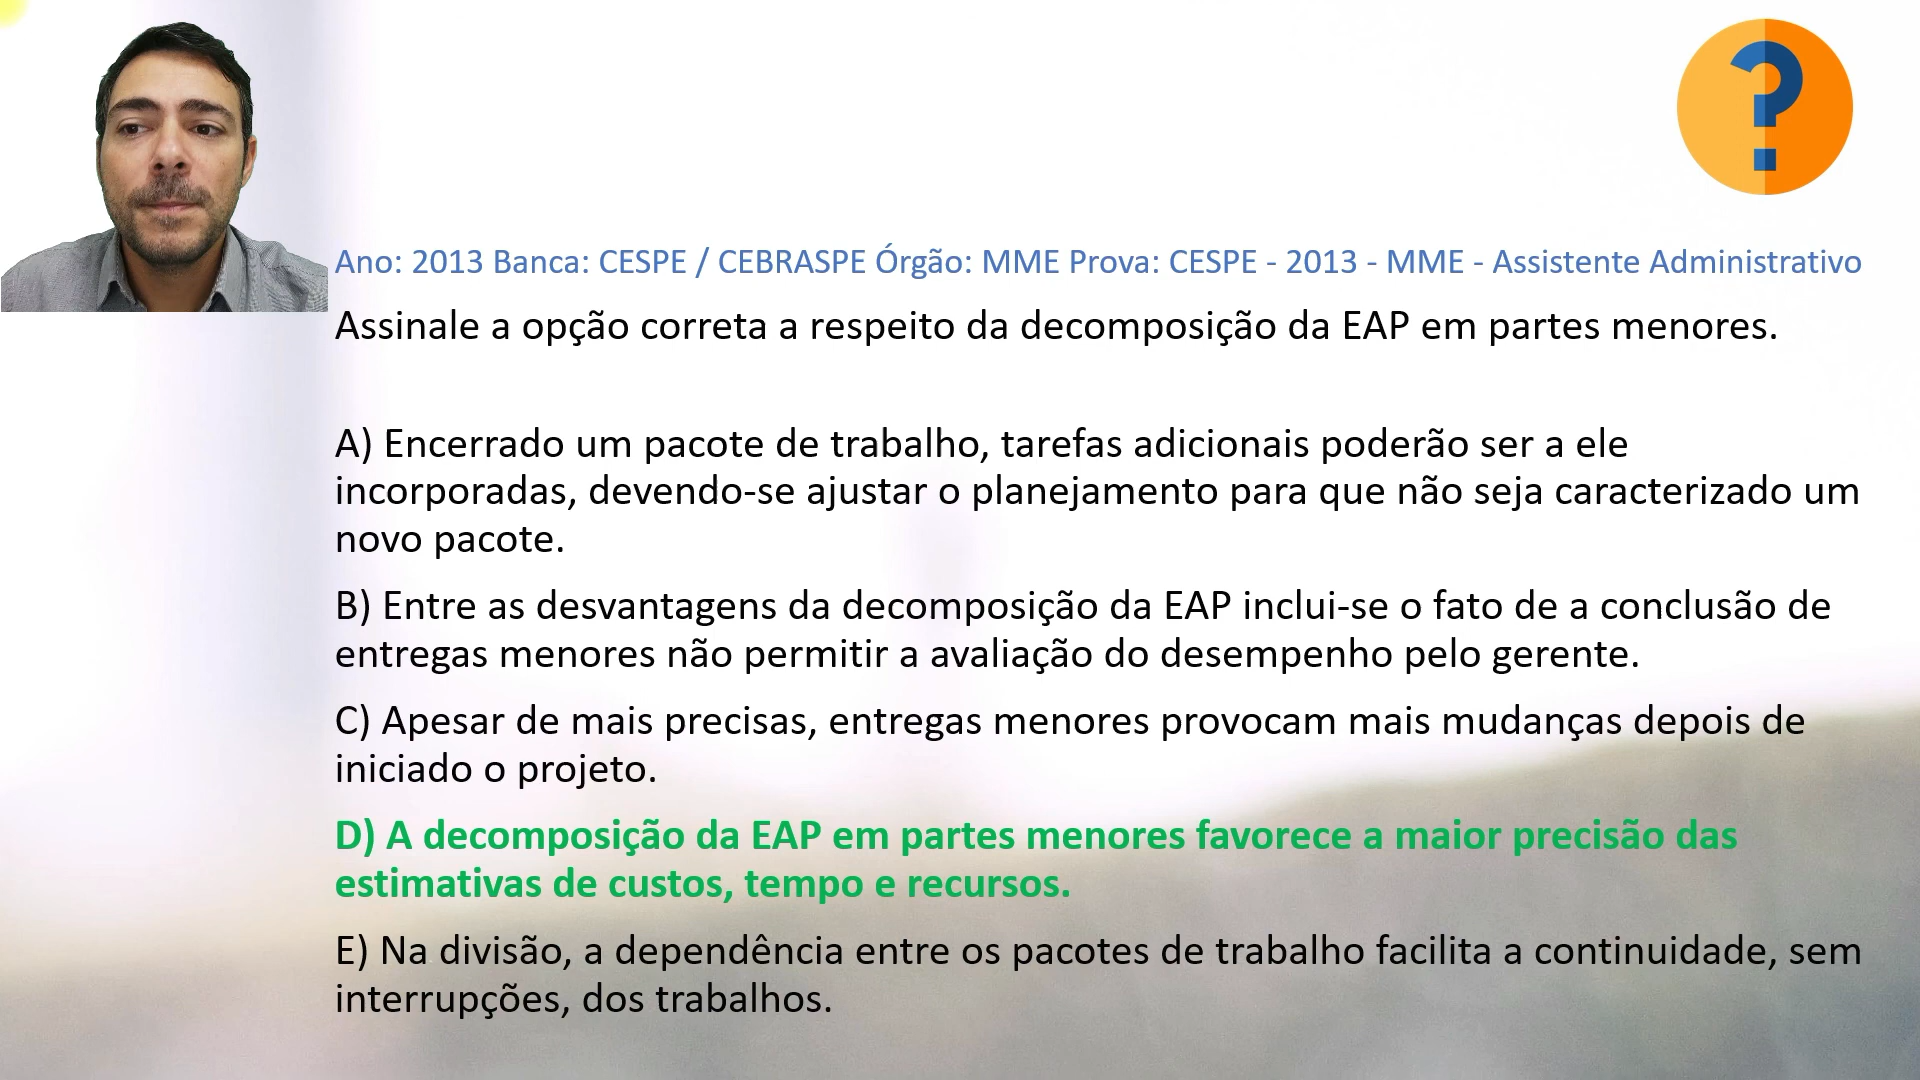 Ano: 2013 Banca: CESPE / CEBRASPE Órgão: MME Prova: CESPE - 2013 - MME - Assistente Administrativo
Assinale a opção correta a respeito da decomposição da EAP em partes menores.
A) Encerrado um pacote de trabalho, tarefas adicionais poderão ser a ele
incorporadas, devendo-se ajustar o planejamento para que não seja caracterizado um
novo pacote.
B) Entre as desvantagens da decomposição da EAP inclui-se o fato de a conclusão de
entregas menores não permitir a avaliação do desempenho pelo gerente.
C) Apesar de mais precisas, entregas menores provocam mais mudanças depois de
iniciado o projeto.
D) A decomposição da EAP em partes menores favorece a maior precisão das
estimativas de custos, tempo e recursos.
E) Na divisão, a dependência entre os pacotes de trabalho facilita a continuidade, sem
interrupções, dos trabalhos.